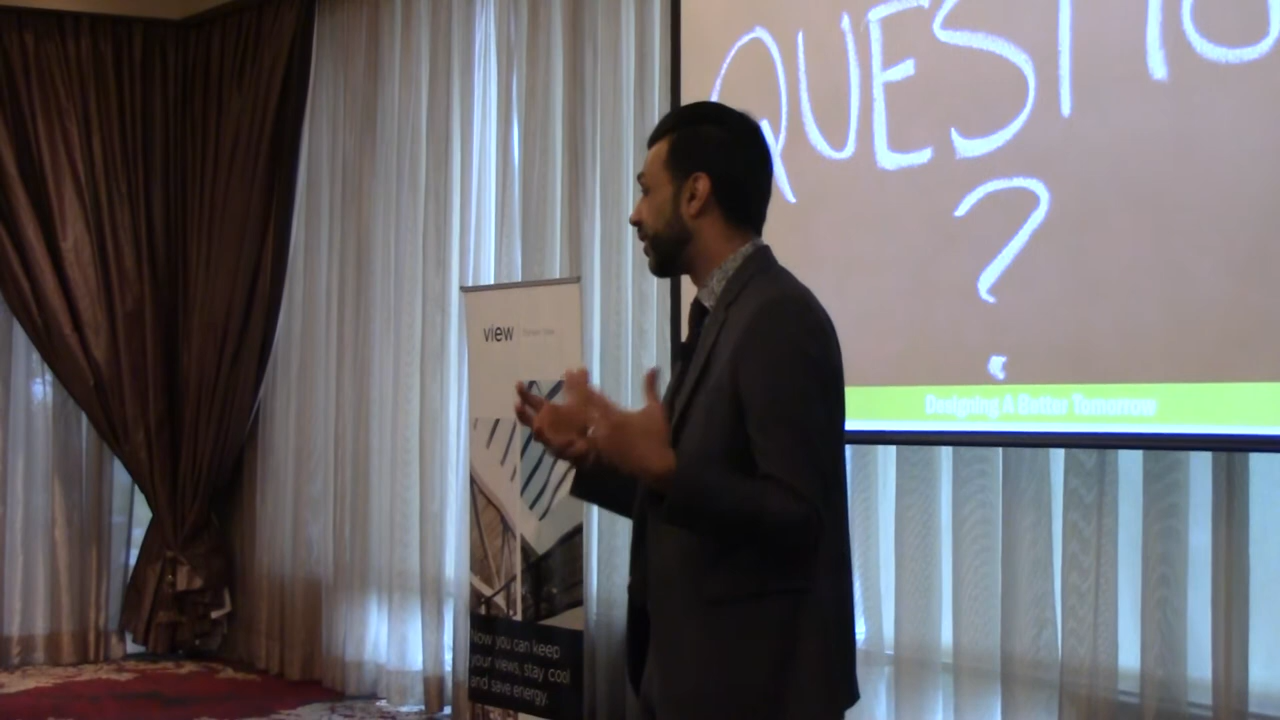 QUESTIO
?
Designing A Better Tomorrow
view
Now you can keep
your views, stay cool
and save energy.